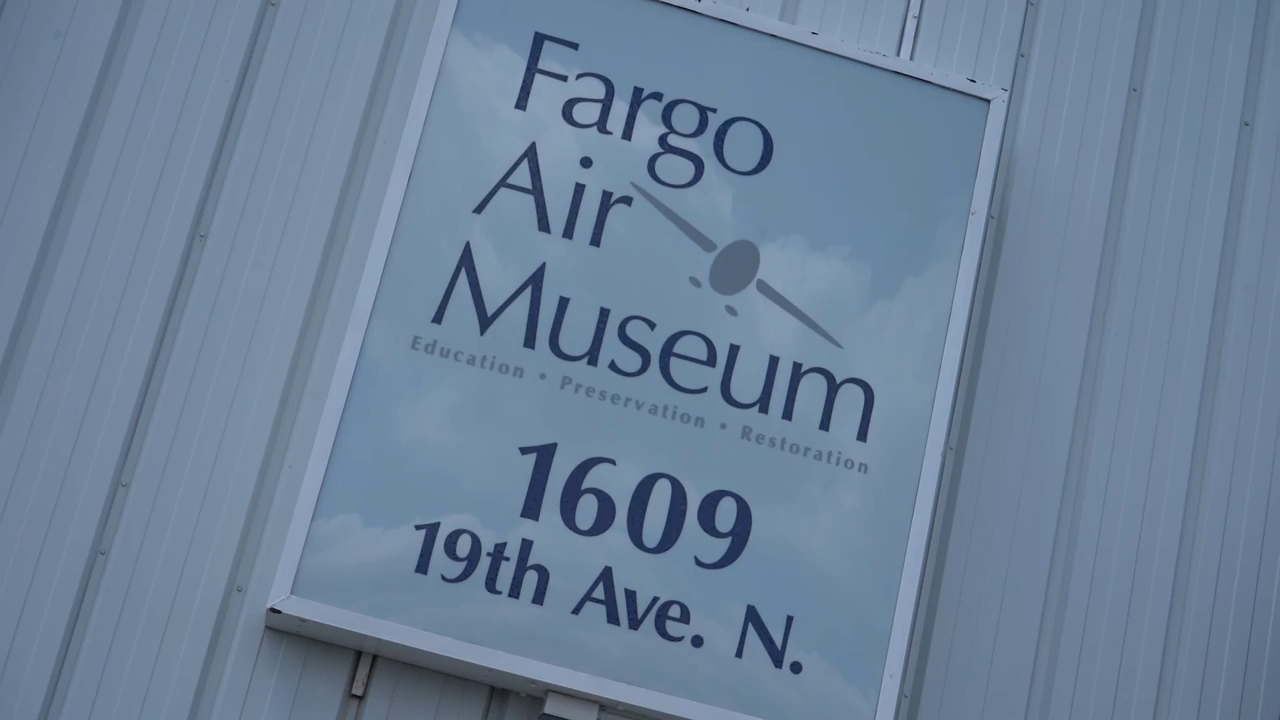 Fargo
Air
Museum
Education • Preservation • Restoration
1609
19th Ave. N.